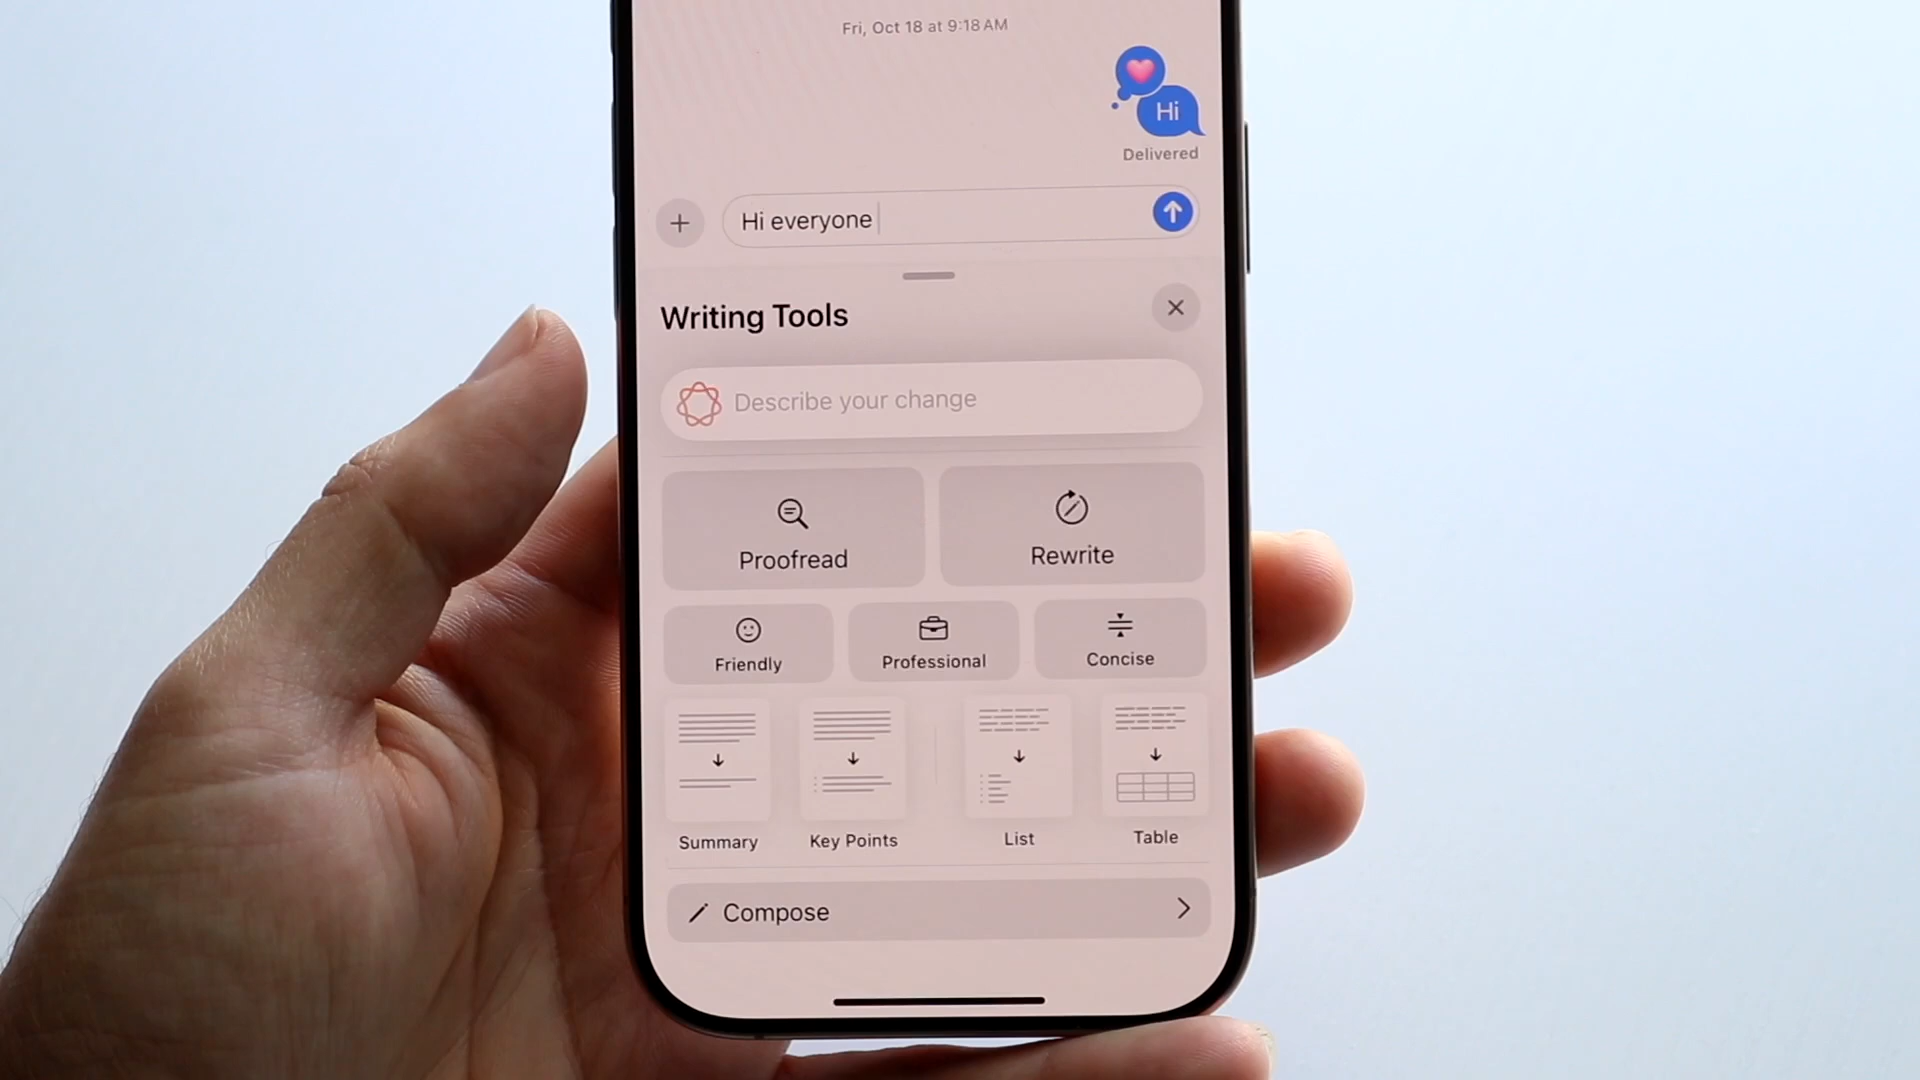 Fri, Oct 18 at 9:18 AM
Hi
Delivered
Hi everyone
Writing Tools
Describe your change
Proofread
Rewrite
Friendly
Professional
Concise
Summary
Key Points
List
Table
Compose